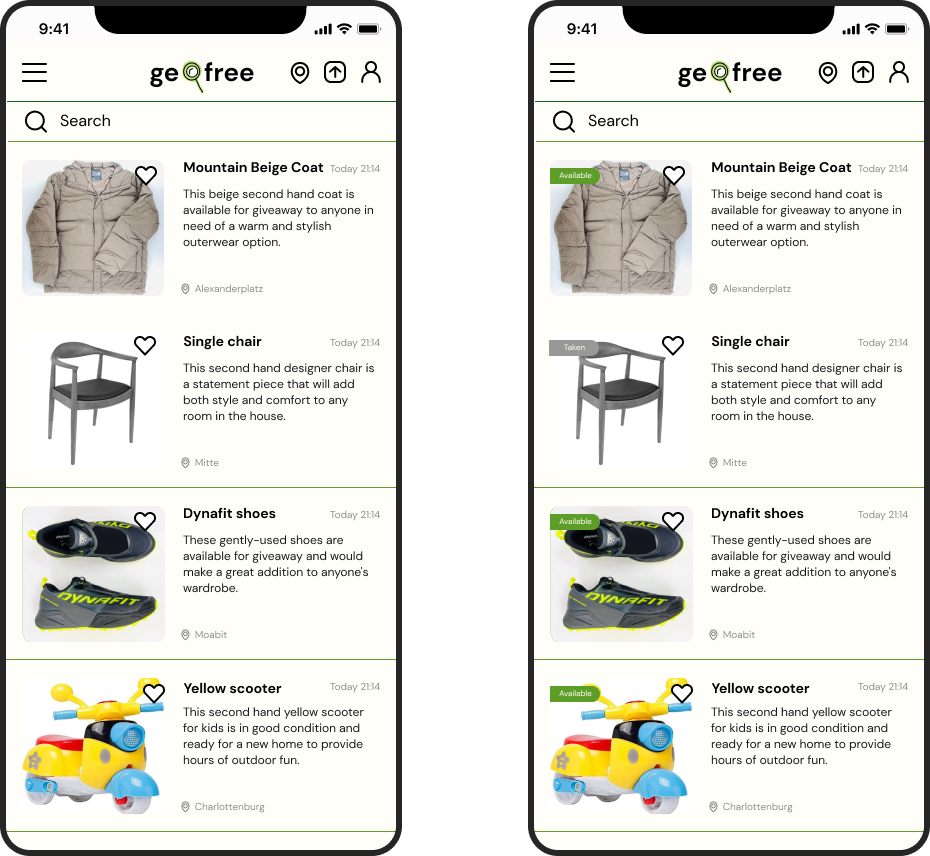 9:41
geofree
Search
Mountain Beige Coat Today 21:14
This beige second hand coat is
available for giveaway to anyone in
need of a warm and stylish
outerwear option.
Alexanderplatz
Single chair Today 21:14
This second hand designer chair is
a statement piece that will add
both style and comfort to any
room in the house.
Mitte
DYNAFIT
Dynafit shoes Today 21:14
These gently-used shoes are
available for giveaway and would
make a great addition to anyone's
wardrobe.
Moabit
Yellow scooter Today 21:14
This second hand yellow scooter
for kids is in good condition and
ready for a new home to provide
hours of outdoor fun.
Charlottenburg
9:41
geofree
Search
Available
Mountain Beige Coat Today 21:14
This beige second hand coat is
available for giveaway to anyone in
need of a warm and stylish
outerwear option.
Alexanderplatz
Taken
Single chair Today 21:14
This second hand designer chair is
a statement piece that will add
both style and comfort to any
room in the house.
Mitte
Available
DYNAFIT
Dynafit shoes Today 21:14
These gently-used shoes are
available for giveaway and would
make a great addition to anyone's
wardrobe.
Moabit
Available
Yellow scooter Today 21:14
This second hand yellow scooter
for kids is in good condition and
ready for a new home to provide
hours of outdoor fun.
Charlottenburg